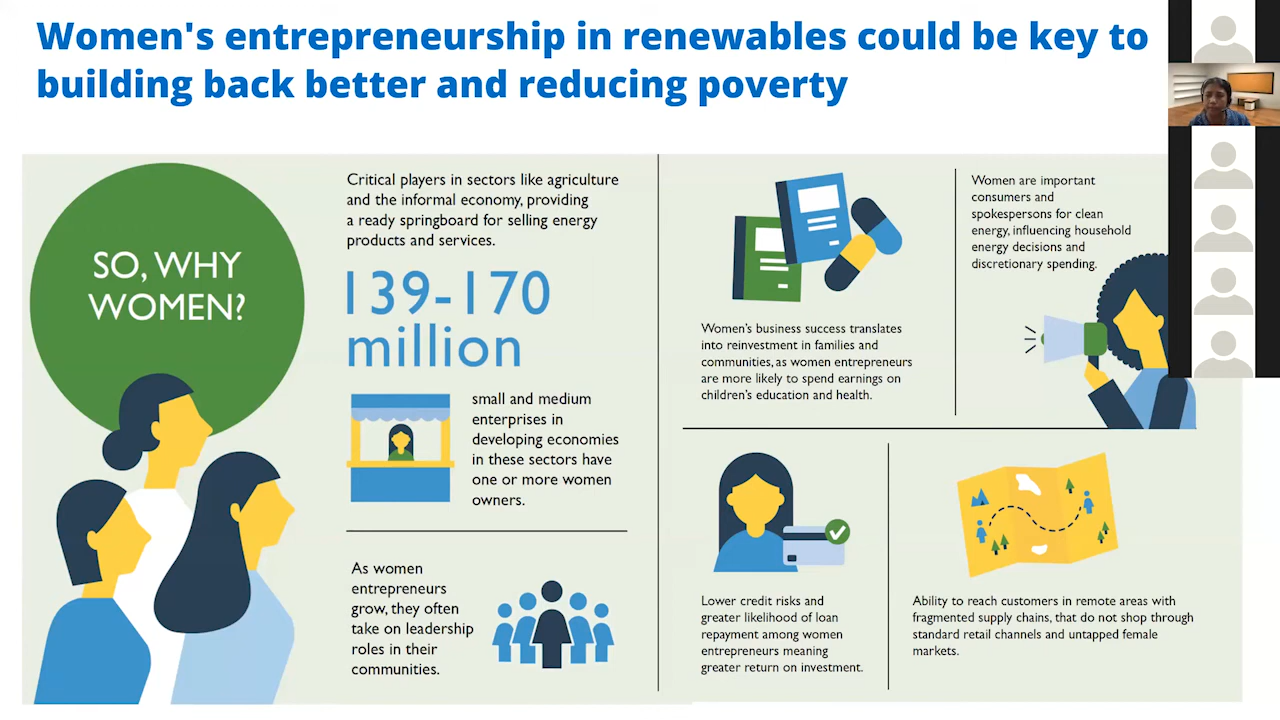 Women's entrepreneurship in renewables could be key to
building back better and reducing poverty
SO, WHY
WOMEN?
Critical players in sectors like agriculture
and the informal economy, providing
a ready springboard for selling energy
products and services.
139-170
million
small and medium
enterprises in
developing economies
in these sectors have
one or more women
owners.
As women
entrepreneurs
grow, they often
take on leadership
roles in their
communities.
Women's business success translates
into reinvestment in families and
communities, as women entrepreneurs
are more likely to spend earnings on
children's education and health.
Women are important
consumers and
spokespersons for clean
energy, influencing household
energy decisions and
discretionary spending.
Lower credit risks and
greater likelihood of loan
repayment among women
entrepreneurs meaning
greater return on investment.
Ability to reach customers in remote areas with
fragmented supply chains, that do not shop through
standard retail channels and untapped female
markets.